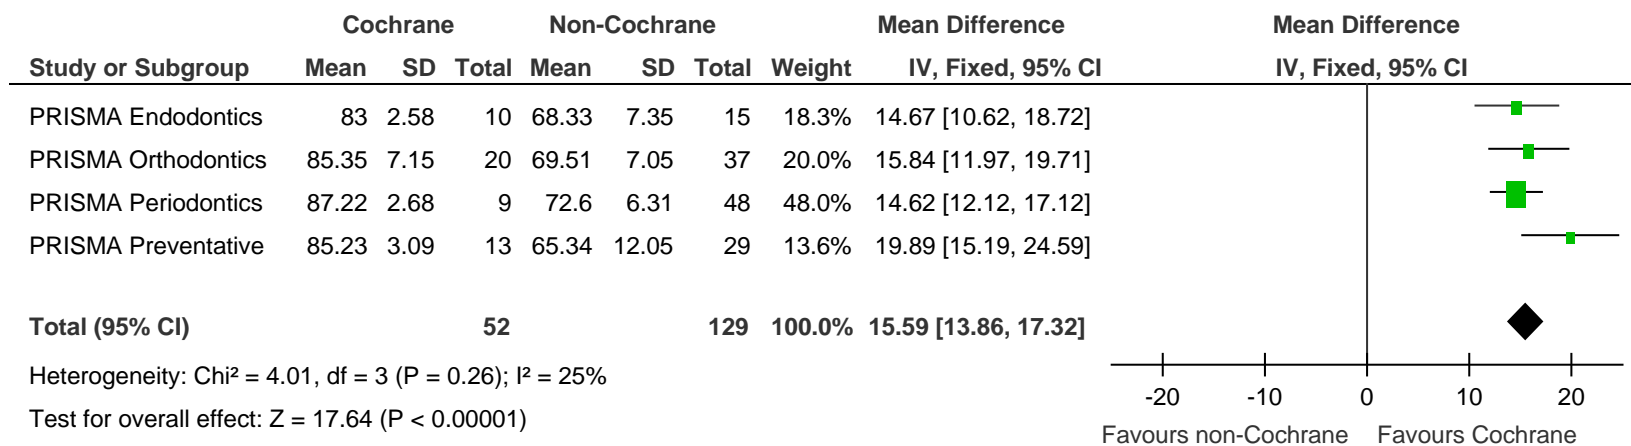 Cochrane Non-Cochrane Mean Difference Mean Difference
Study or Subgroup Mean SD Total Mean SD Total Weight IV, Fixed, 95% CI IV, Fixed, 95% CI
PRISMA Endodontics 83 2.58 10 68.33 7.35 15 18.3% 14.67 [10.62, 18.72]
PRISMA Orthodontics 85.35 7.15 20 69.51 7.05 37 20.0% 15.84 [11.97, 19.71]
PRISMA Periodontics 87.22 2.68 9 72.6 6.31 48 48.0% 14.62 [12.12, 17.12]
PRISMA Preventative 85.23 3.09 13 65.34 12.05 29 13.6% 19.89 [15.19, 24.59]
Total (95% CI) 52 129 100.0% 15.59 [13.86, 17.32]
Heterogeneity: Chi² = 4.01, df = 3 (P = 0.26); I² = 25%
Test for overall effect: Z = 17.64 (P < 0.00001)
-20 -10 0 10 20
Favours non-Cochrane Favours Cochrane